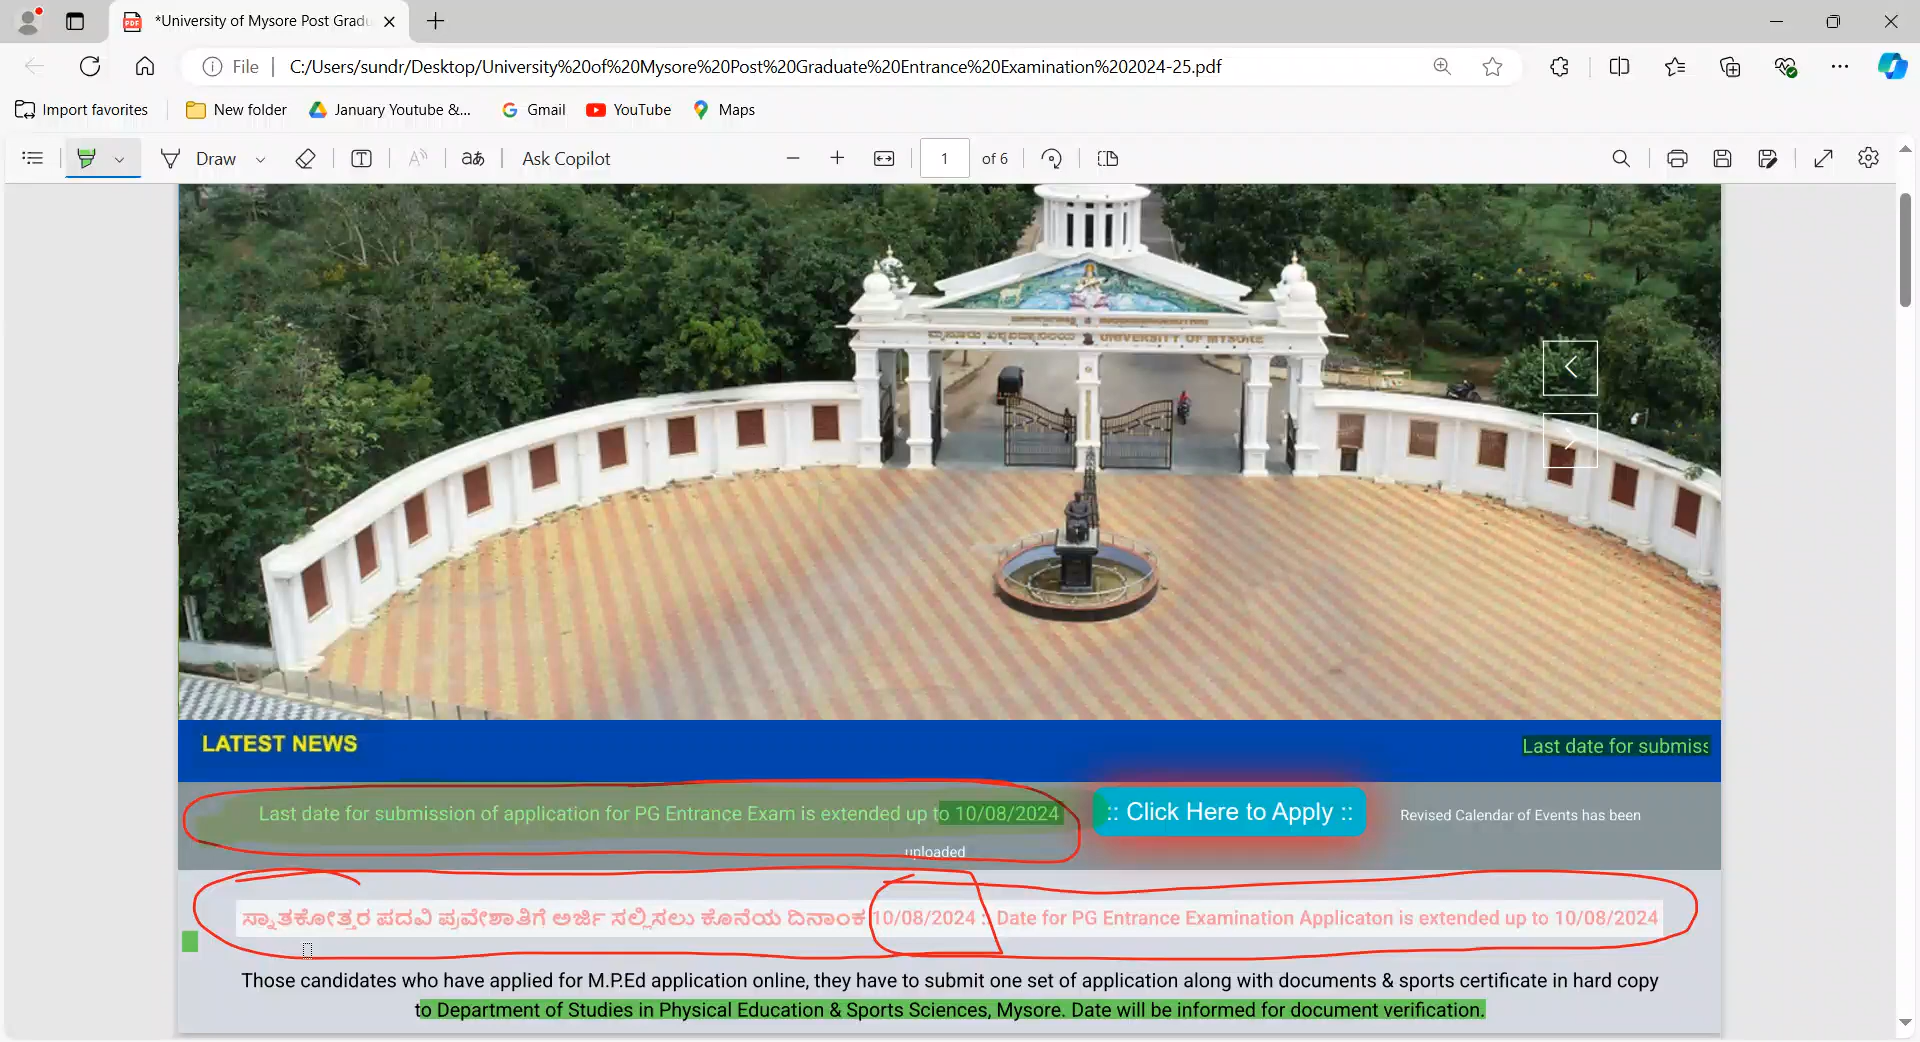 *University of Mysore Post Gradu
File
C:/Users/sundr/Desktop/University%20of%20Mysore%20Post%20Graduate%20Entrance%20Examination%202024-25.pdf
Import favorites
New folder
January Youtube &...
Gmail
YouTube
Maps
Draw
Ask Copilot
1 of 6
UNIVERSITY OF MYSORE
LATEST NEWS
Last date for submiss
Last date for submission of application for PG Entrance Exam is extended up to 10/08/2024
:: Click Here to Apply ::
Revised Calendar of Events has been
uploaded
ಸ್ನಾತಕೋತ್ತರ ಪದವಿ ಪ್ರವೇಶಾತಿಗೆ ಅರ್ಜಿ ಸಲ್ಲಿಸಲು ಕೊನೆಯ ದಿನಾಂಕ 10/08/2024 :: Date for PG Entrance Examination Applicaton is extended up to 10/08/2024
Those candidates who have applied for M.P.Ed application online, they have to submit one set of application along with documents & sports certificate in hard copy
to Department of Studies in Physical Education & Sports Sciences, Mysore. Date will be informed for document verification.